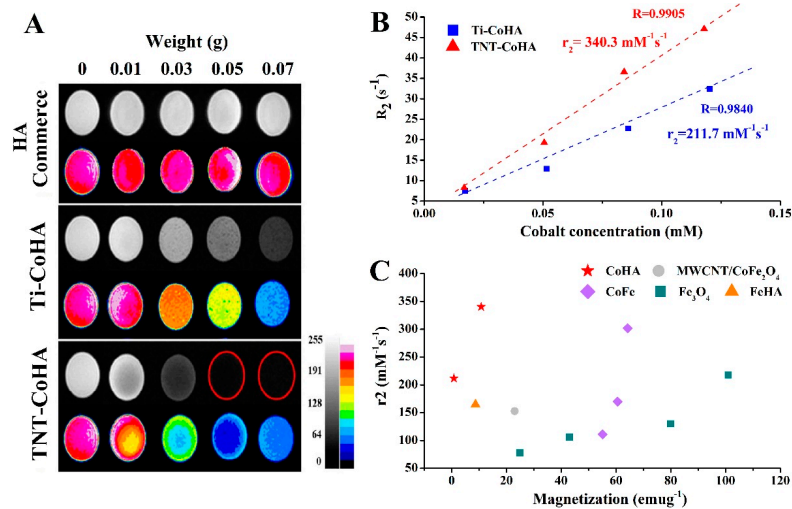 A
Weight (g)
0 0.01 0.03 0.05 0.07
HA
Commerce
Ti-CoHA
TNT-CoHA
255
191
128
64
0
B
50
45
40
35
30
25
20
15
10
5
R₂ (s⁻¹)
Ti-CoHA
TNT-CoHA
R=0.9905
r₂= 340.3 mM⁻¹s⁻¹
R=0.9840
r₂=211.7 mM⁻¹s⁻¹
0.00 0.05 0.10 0.15
Cobalt concentration (mM)
C
400
350
300
250
200
150
100
50
r2 (mM⁻¹s⁻¹)
CoHA MWCNT/CoFe₂O₄
CoFe Fe₃O₄ FeHA
0 20 40 60 80 100 120
Magnetization (emug⁻¹)